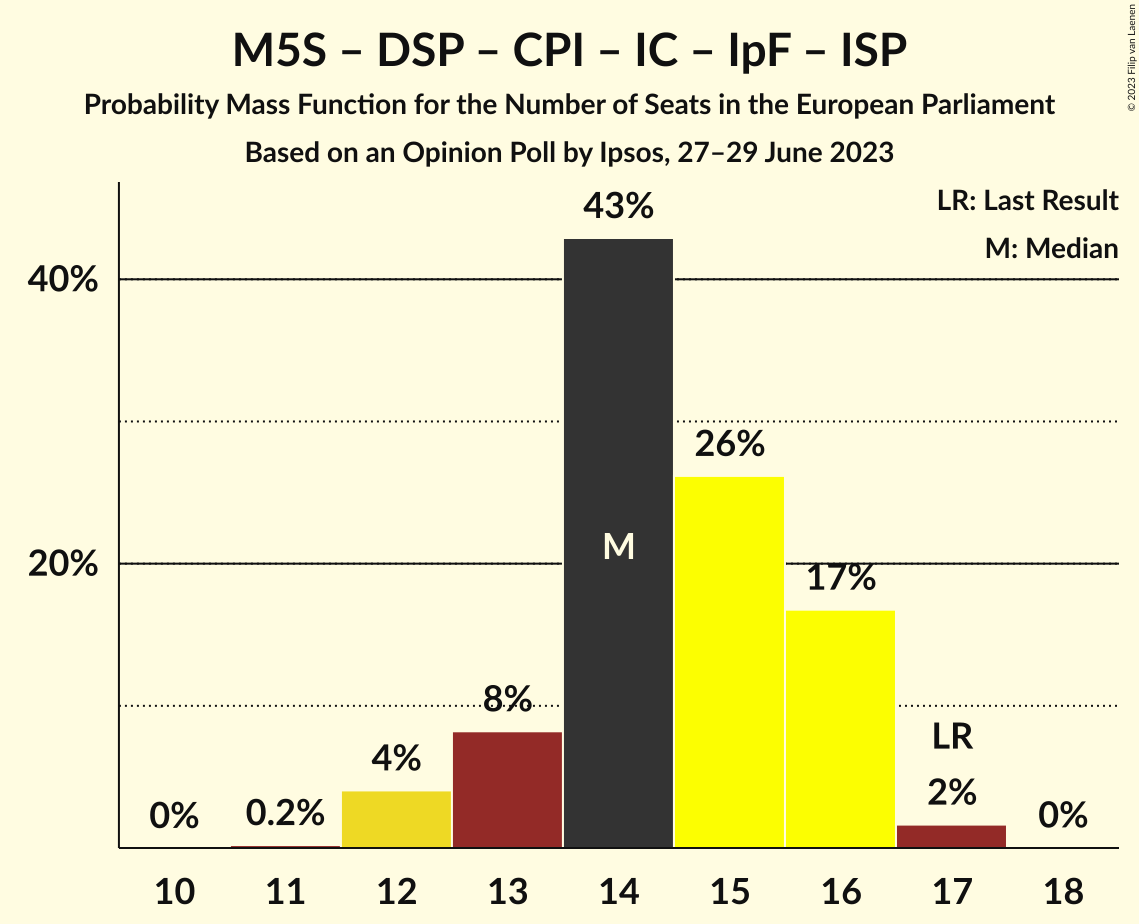 M5S – DSP – CPI – IC – IpF – ISP
Probability Mass Function for the Number of Seats in the European Parliament
Based on an Opinion Poll by Ipsos, 27–29 June 2023
© 2023 Filip van Laenen
LR: Last Result
M: Median
43%
40%
26%
M
20%
17%
8%
LR
4%
2%
0%
0.2%
0%
10 11 12 13 14 15 16 17 18